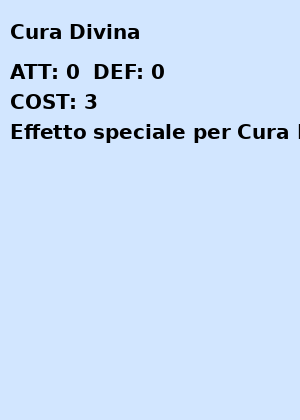 Cura Divina
ATT: 0  DEF: 0
COST: 3
Effetto speciale per Cura